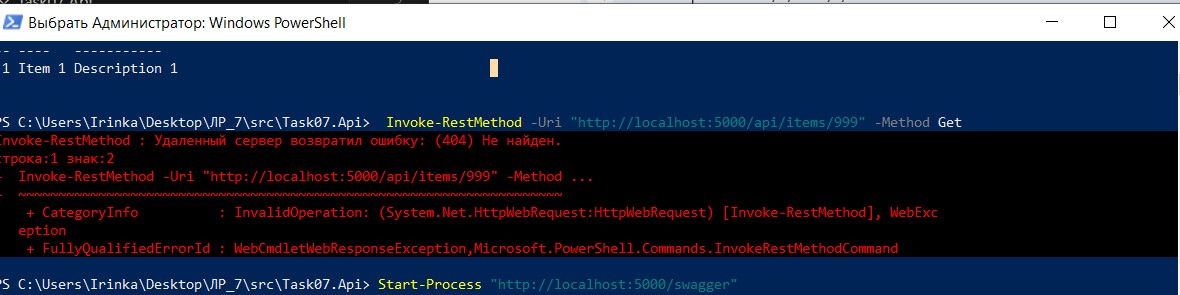 Выбрать Администратор: Windows PowerShell
-- ---- -----------
1 Item 1 Description 1
PS C:\Users\Irinka\Desktop\ЛР_7\src\Task07.Api> Invoke-RestMethod -Uri "http://localhost:5000/api/items/999" -Method Get
Invoke-RestMethod : Удаленный сервер возвратил ошибку: (404) Не найден.
строка:1 знак:2
+ Invoke-RestMethod -Uri "http://localhost:5000/api/items/999" -Method ...
+ ~~~~~~~~~~~~~~~~~~~~~~~~~~~~~~~~~~~~~~~~~~~~~~~~~~~~~~~~~~~~~~~~~~~~
+ CategoryInfo : InvalidOperation: (System.Net.HttpWebRequest:HttpWebRequest) [Invoke-RestMethod], WebExc
eption
+ FullyQualifiedErrorId : WebCmdletWebResponseException,Microsoft.PowerShell.Commands.InvokeRestMethodCommand
PS C:\Users\Irinka\Desktop\ЛР_7\src\Task07.Api> Start-Process "http://localhost:5000/swagger"